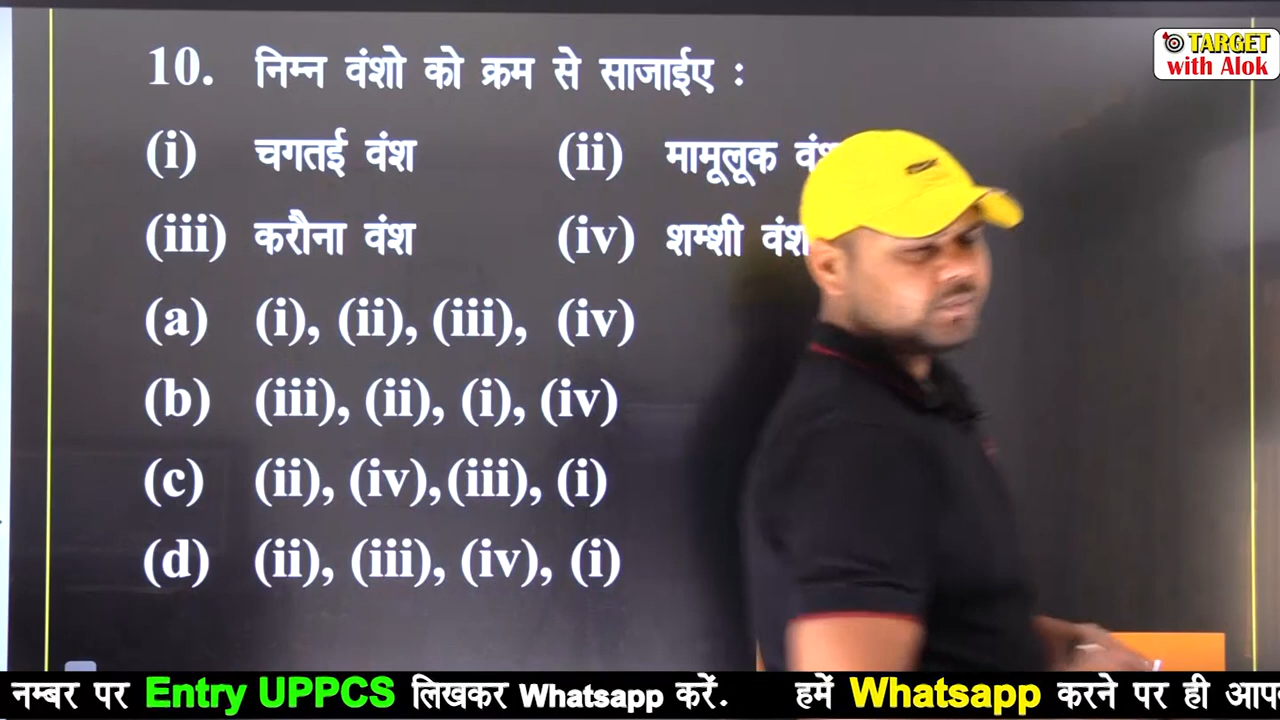 TARGET
with Alok
10. निम्न वंशो को क्रम से साजाईए :
(i) चगतई वंश (ii) मामूलूक
(iii) करौना वंश (iv) शम्शी वंश
(a) (i), (ii), (iii), (iv)
(b) (iii), (ii), (i), (iv)
(c) (ii), (iv), (iii), (i)
(d) (ii), (iii), (iv), (i)
नम्बर पर Entry UPPCS लिखकर Whatsapp करें. हमें Whatsapp करने पर ही आप